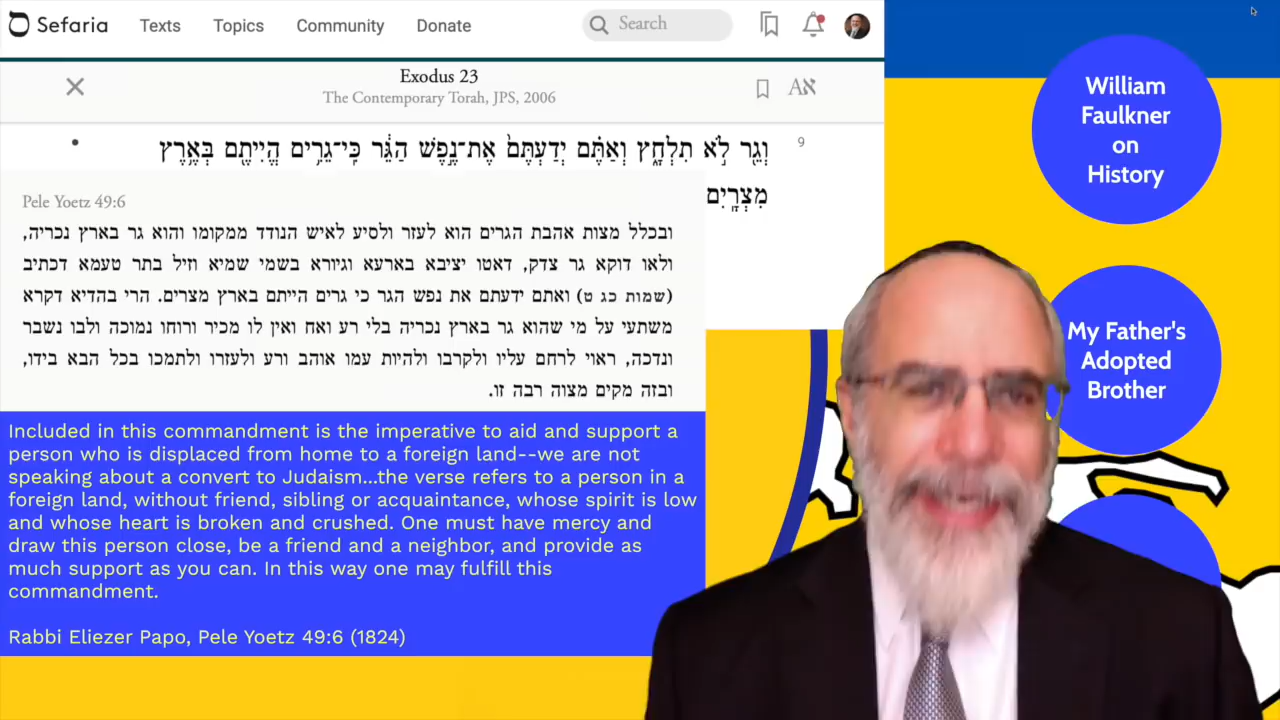 Sefaria
Texts
Topics
Community
Donate
Search
Exodus 23
The Contemporary Torah, JPS, 2006
Aא
9
וְגֵ֖ר לֹ֣א תִלְחָ֑ץ וְאַתֶּ֗ם יְדַעְתֶּם֙ אֶת־נֶ֣פֶשׁ הַגֵּ֔ר כִּֽי־גֵרִ֥ים הֱיִיתֶ֖ם בְּאֶ֥רֶץ
מִצְרָֽיִם
Pele Yoetz 49:6
ובכלל מצות אהבת הגרים הוא לעזר ולסיע לאיש הנודד ממקומו והוא גר בארץ נכריה,
ולאו דוקא גר צדק, דאטו יציבא בארעא וגיורא בשמי שמיא וזיל בתר טעמא דכתיב
(שמות כג ט) ואתם ידעתם את נפש הגר כי גרים הייתם בארץ מצרים. הרי בהדיא דקרא
משתעי על מי שהוא גר בארץ נכריה בלי רע ואח ואין לו מכיר ורוחו נמוכה ולבו נשבר
ונדכה, ראוי לרחם עליו ולקרבו ולהיות עמו אוהב ורע ולעזרו ולתמכו בכל הבא בידו,
ובזה מקים מצוה רבה זו.
Included in this commandment is the imperative to aid and support a
person who is displaced from home to a foreign land--we are not
speaking about a convert to Judaism...the verse refers to a person in a
foreign land, without friend, sibling or acquaintance, whose spirit is low
and whose heart is broken and crushed. One must have mercy and
draw this person close, be a friend and a neighbor, and provide as
much support as you can. In this way one may fulfill this
commandment.
Rabbi Eliezer Papo, Pele Yoetz 49:6 (1824)
William
Faulkner
on
History
My Father's
Adopted
Brother